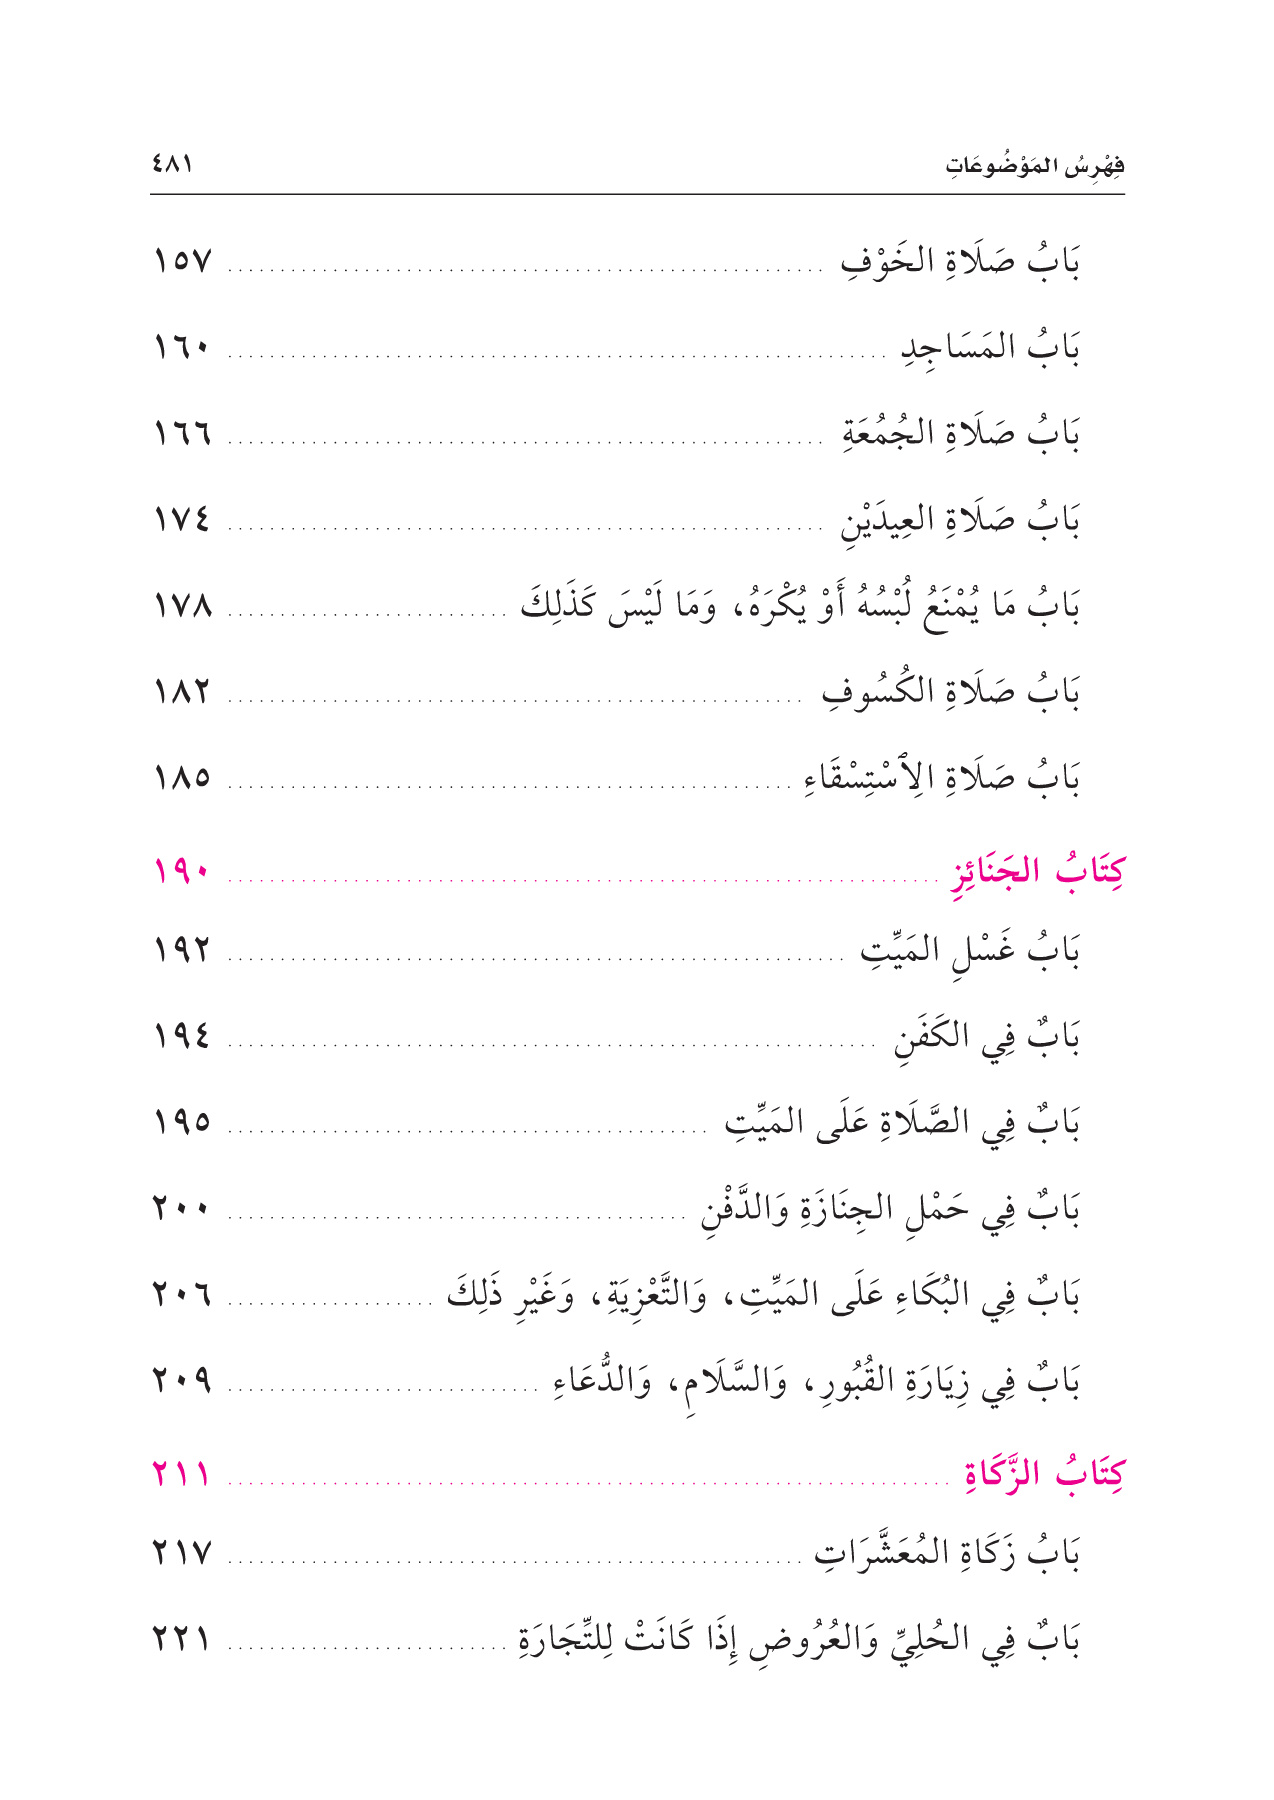 فِهْرِسُ المَوْضُوعَاتِ ٤٨١
بَابُ صَلَاةِ الخَوْفِ ........ ١٥٧
بَابُ المَسَاجِدِ ........ ١٦٠
بَابُ صَلَاةِ الجُمُعَةِ ........ ١٦٦
بَابُ صَلَاةِ العِيدَيْنِ ........ ١٧٤
بَابُ مَا يُمْنَعُ لُبْسُهُ أَوْ يُكْرَهُ، وَمَا لَيْسَ كَذَلِكَ ........ ١٧٨
بَابُ صَلَاةِ الكُسُوفِ ........ ١٨٢
بَابُ صَلَاةِ الِٱسْتِسْقَاءِ ........ ١٨٥
كِتَابُ الجَنَائِزِ ........ ١٩٠
بَابُ غَسْلِ المَيِّتِ ........ ١٩٢
بَابٌ فِي الكَفَنِ ........ ١٩٤
بَابٌ فِي الصَّلَاةِ عَلَى المَيِّتِ ........ ١٩٥
بَابٌ فِي حَمْلِ الجِنَازَةِ وَالدَّفْنِ ........ ٢٠٠
بَابٌ فِي البُكَاءِ عَلَى المَيِّتِ، وَالتَّعْزِيَةِ، وَغَيْرِ ذَلِكَ ........ ٢٠٦
بَابٌ فِي زِيَارَةِ القُبُورِ، وَالسَّلَامِ، وَالدُّعَاءِ ........ ٢٠٩
كِتَابُ الزَّكَاةِ ........ ٢١١
بَابُ زَكَاةِ المُعَشَّرَاتِ ........ ٢١٧
بَابٌ فِي الحُلِيِّ وَالعُرُوضِ إِذَا كَانَتْ لِلتِّجَارَةِ ........ ٢٢١